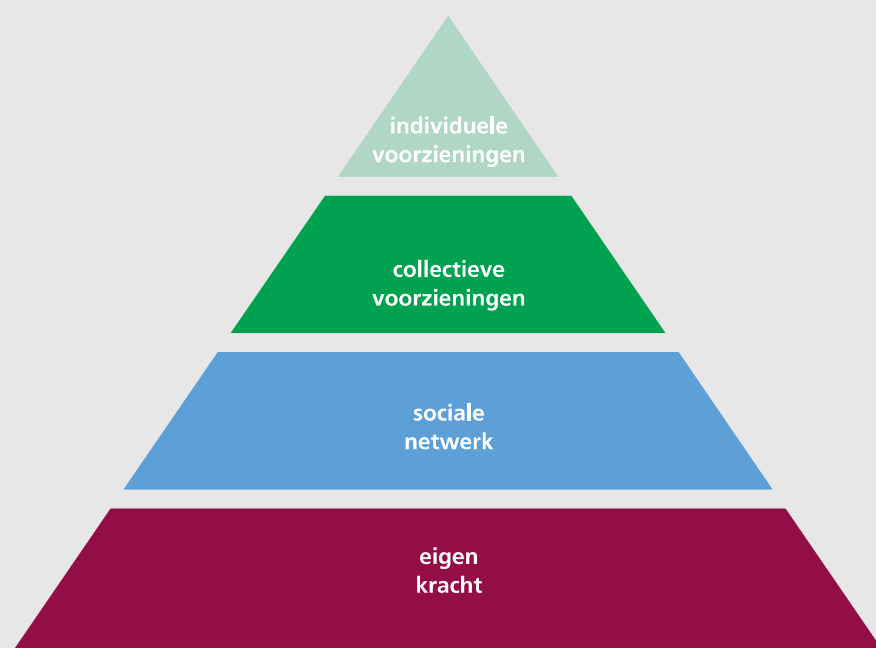 individuele
voorzieningen
collectieve
voorzieningen
sociale
netwerk
eigen
kracht